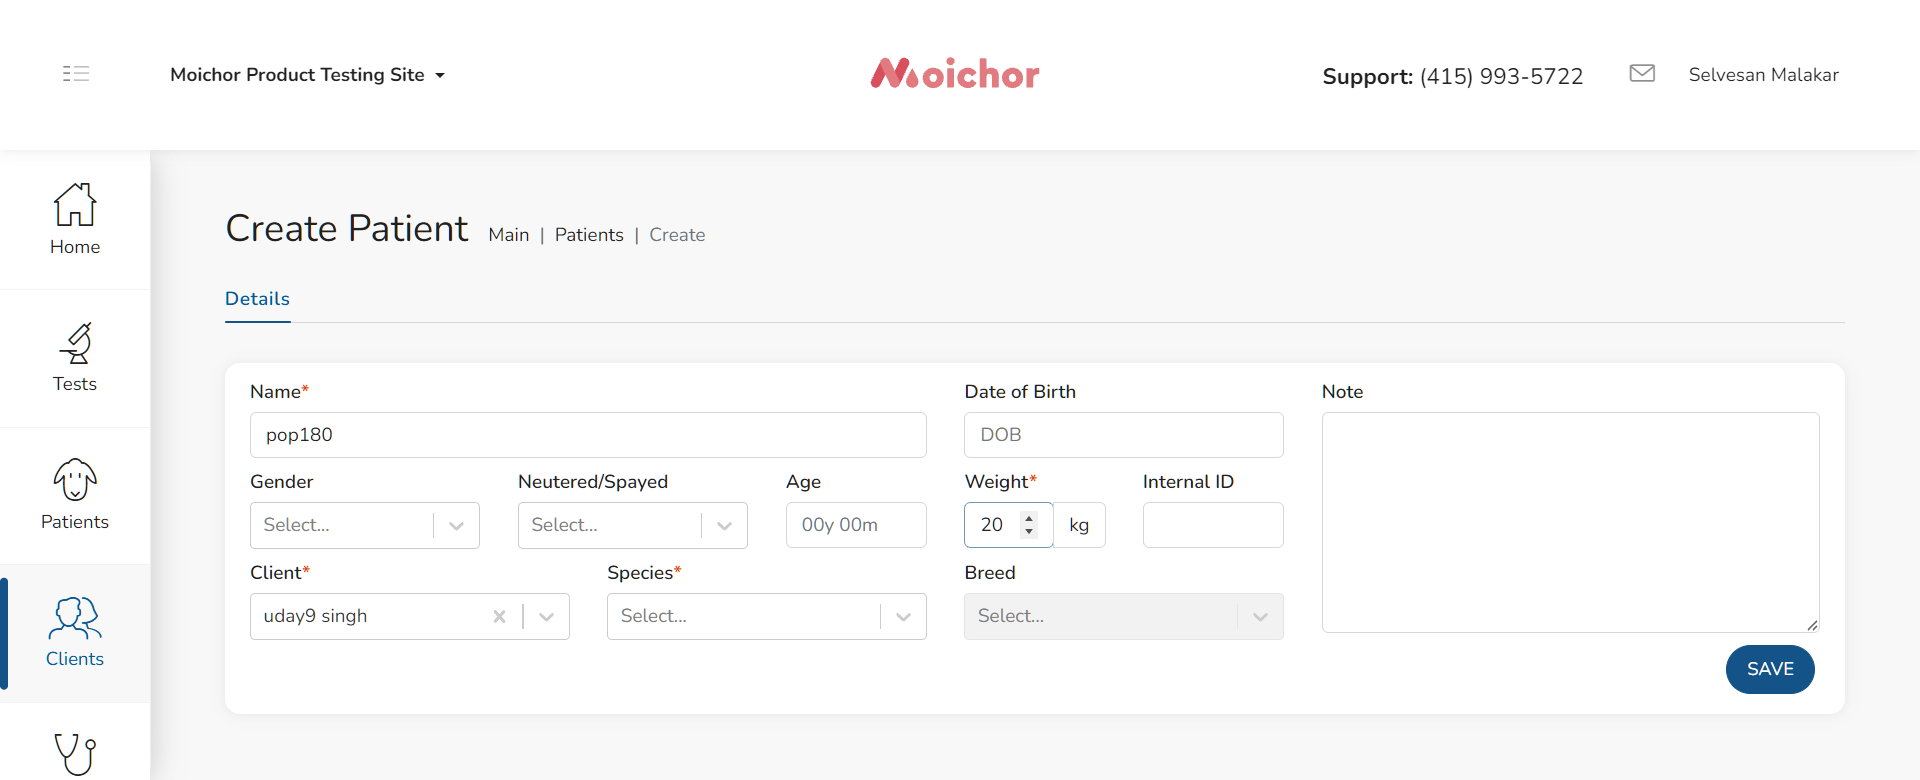 Moichor Product Testing Site
Moichor
Support: (415) 993-5722
Selvesan Malakar
Home
Tests
Patients
Clients
Create Patient
Main | Patients | Create
Details
Name*
pop180
Date of Birth
DOB
Note
Gender
Select...
Neutered/Spayed
Select...
Age
00y 00m
Weight*
20
kg
Internal ID
Client*
uday9 singh
Species*
Select...
Breed
Select...
SAVE